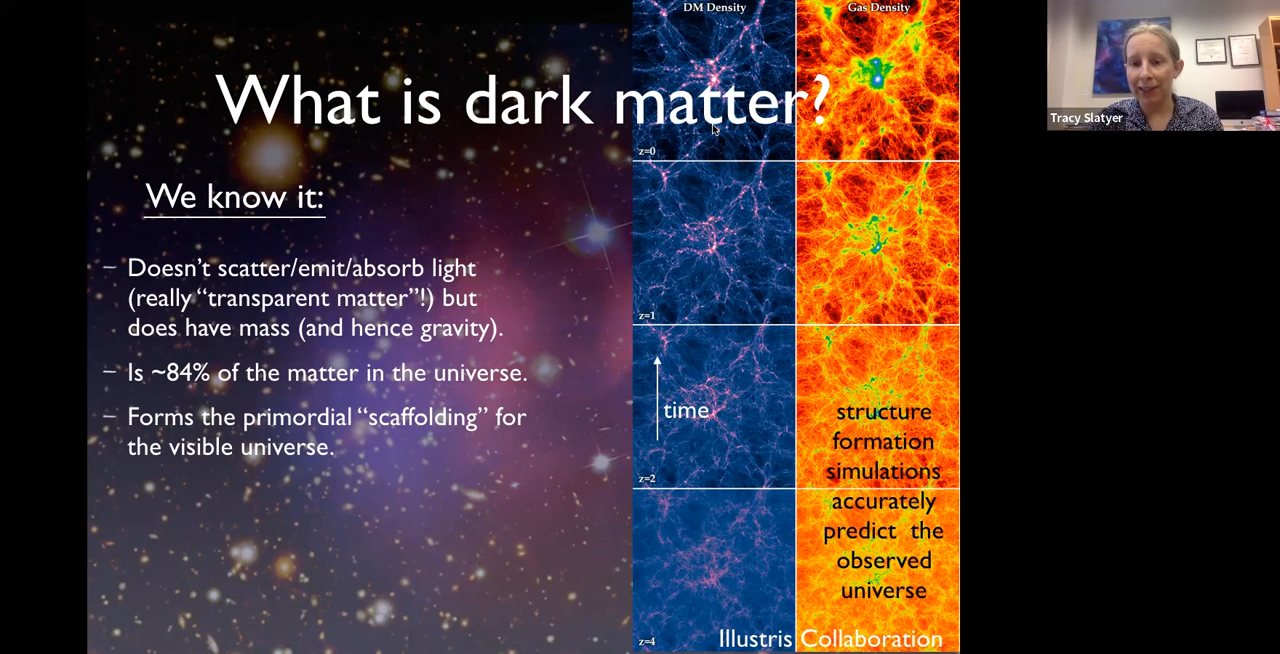 DM Density
Gas Density
What is dark matter?
Tracy Slatyer
z=0
We know it:
– Doesn’t scatter/emit/absorb light
(really “transparent matter”!) but
does have mass (and hence gravity).
– Is ~84% of the matter in the universe.
– Forms the primordial “scaffolding” for
the visible universe.
z=1
time
z=2
structure
formation
simulations
accurately
predict the
observed
universe
z=4
Illustris Collaboration